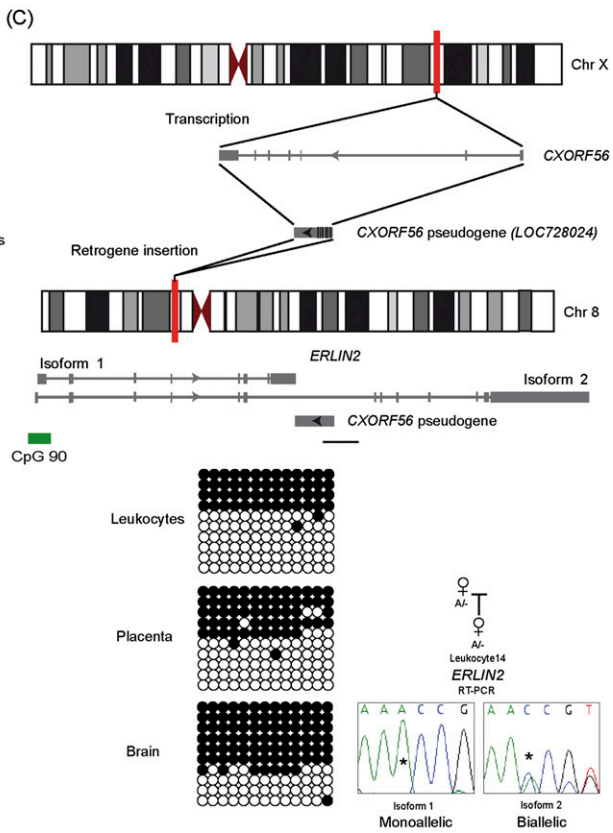 (C)
Chr X
Transcription
CXORF56
CXORF56 pseudogene (LOC728024)
s
Retrogene insertion
Chr 8
ERLIN2
Isoform 1
Isoform 2
CXORF56 pseudogene
CpG 90
Leukocytes
Placenta
Brain
A/-
A/-
Leukocyte14
ERLIN2
RT-PCR
A A A C C G
A A C C G T
*
*
Isoform 1
Monoallelic
Isoform 2
Biallelic